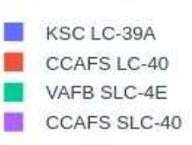 KSC LC-39A
CCAFS LC-40
VAFB SLC-4E
CCAFS SLC-40